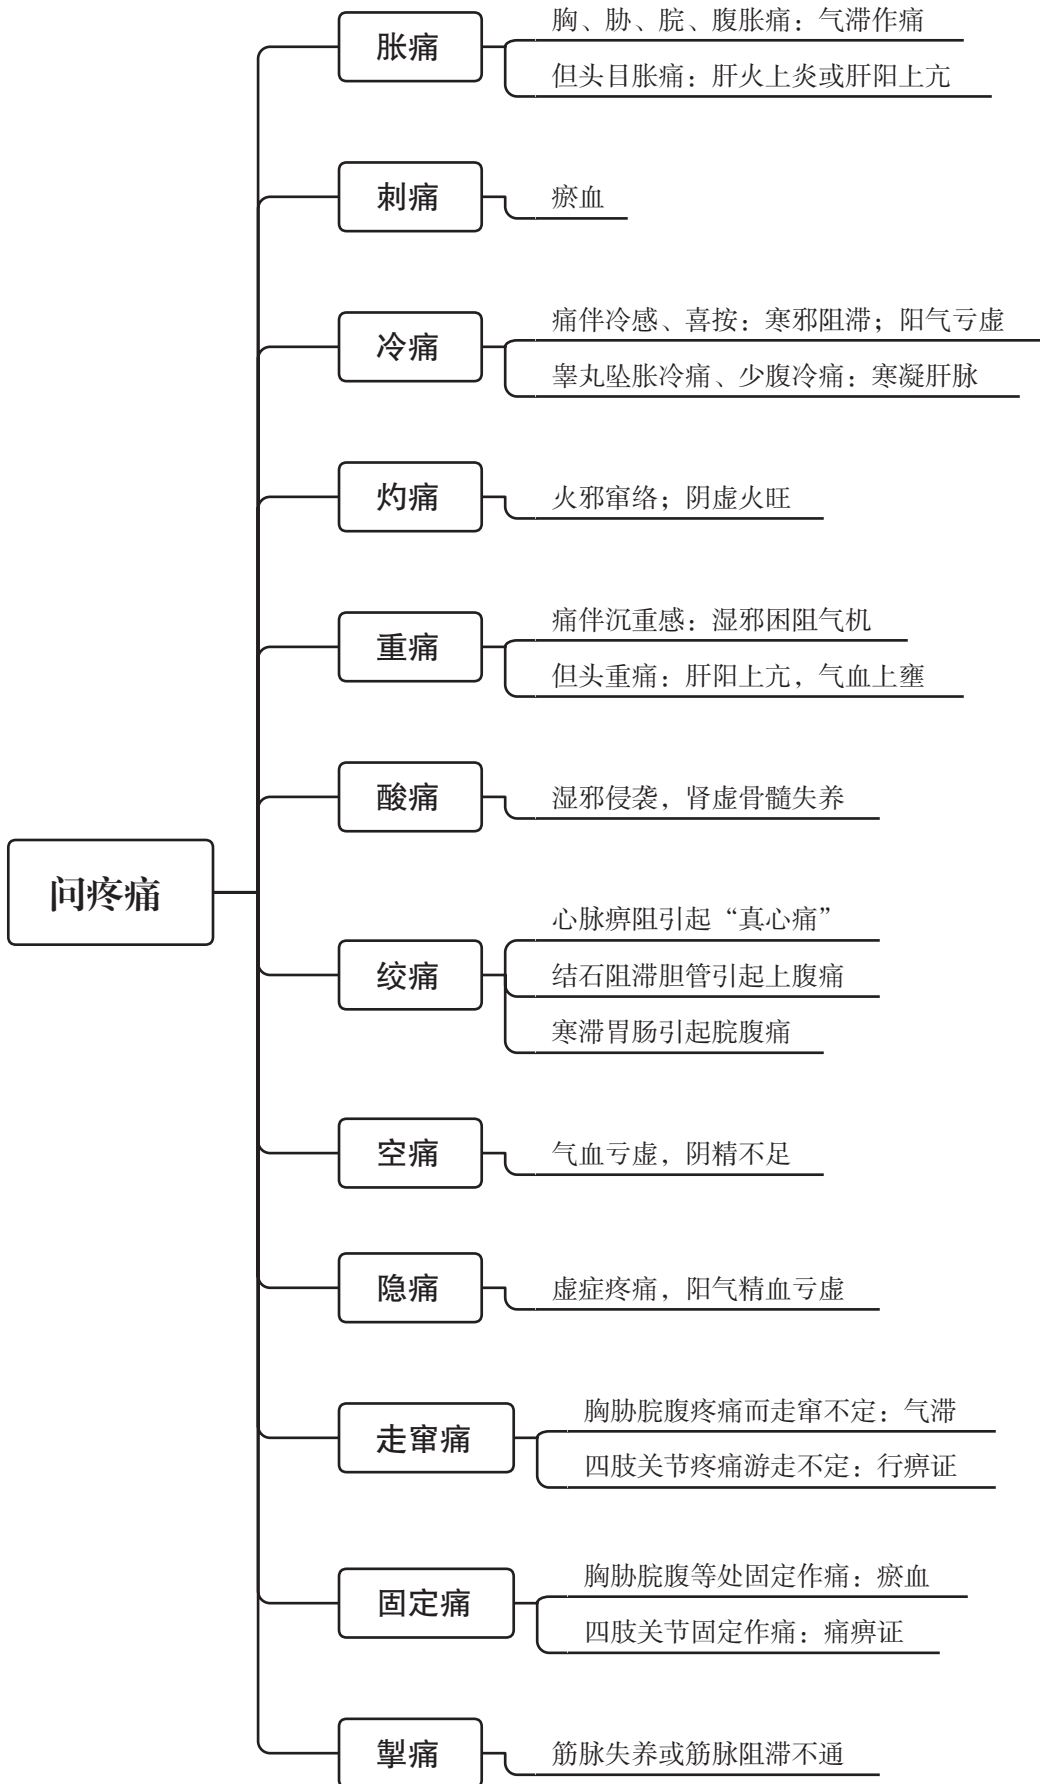 问疼痛
胀痛
胸、胁、脘、腹胀痛：气滞作痛
但头目胀痛：肝火上炎或肝阳上亢
刺痛
瘀血
冷痛
痛伴冷感、喜按：寒邪阻滞；阳气亏虚
睾丸坠胀冷痛、少腹冷痛：寒凝肝脉
灼痛
火邪窜络；阴虚火旺
重痛
痛伴沉重感：湿邪困阻气机
但头重痛：肝阳上亢，气血上壅
酸痛
湿邪侵袭，肾虚骨髓失养
绞痛
心脉痹阻引起“真心痛”
结石阻滞胆管引起上腹痛
寒滞胃肠引起脘腹痛
空痛
气血亏虚，阴精不足
隐痛
虚症疼痛，阳气精血亏虚
走窜痛
胸胁脘腹疼痛而走窜不定：气滞
四肢关节疼痛游走不定：行痹证
固定痛
胸胁脘腹等处固定作痛：瘀血
四肢关节固定作痛：痛痹证
掣痛
筋脉失养或筋脉阻滞不通